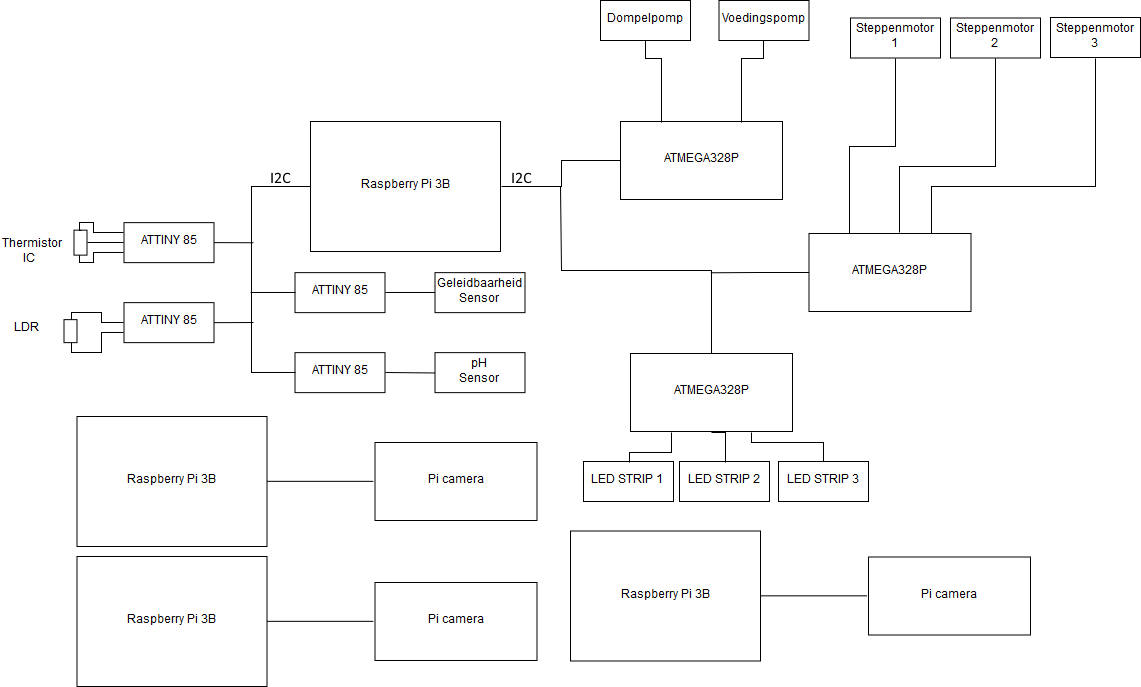 Dompelpomp
Voedingspomp
Steppenmotor
1
Steppenmotor
2
Steppenmotor
3
ATMEGA328P
I2C
Raspberry Pi 3B
I2C
Thermistor
IC
ATTINY 85
ATMEGA328P
ATTINY 85
Geleidbaarheid
Sensor
LDR
ATTINY 85
ATTINY 85
pH
Sensor
ATMEGA328P
Raspberry Pi 3B
Pi camera
LED STRIP 1
LED STRIP 2
LED STRIP 3
Raspberry Pi 3B
Pi camera
Raspberry Pi 3B
Pi camera